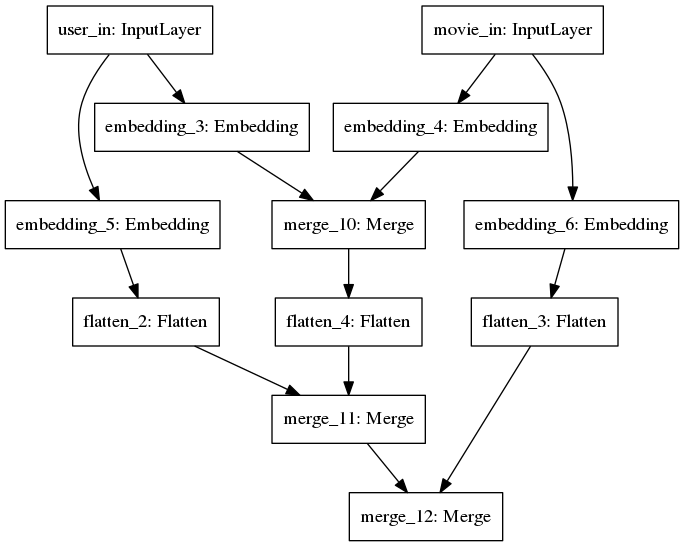 user_in: InputLayer
movie_in: InputLayer
embedding_3: Embedding
embedding_4: Embedding
embedding_5: Embedding
merge_10: Merge
embedding_6: Embedding
flatten_2: Flatten
flatten_4: Flatten
flatten_3: Flatten
merge_11: Merge
merge_12: Merge